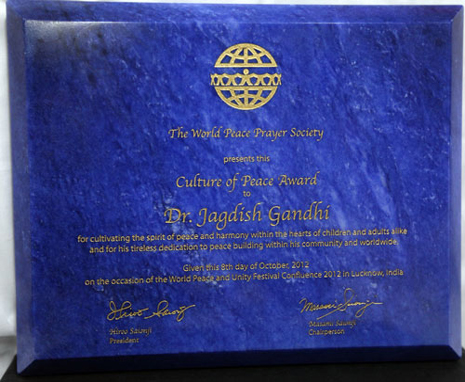 The World Peace Prayer Society
presents this
Culture of Peace Award
to
Dr. Jagdish Gandhi
for cultivating the spirit of peace and harmony within the hearts of children and adults alike
and for his tireless dedication to peace building within his community and worldwide.
Given this 8th day of October, 2012
on the occasion of the World Peace and Unity Festival Confluence 2012 in Lucknow, India
Hiroo Saionji
President
Masami Saionji
Chairperson